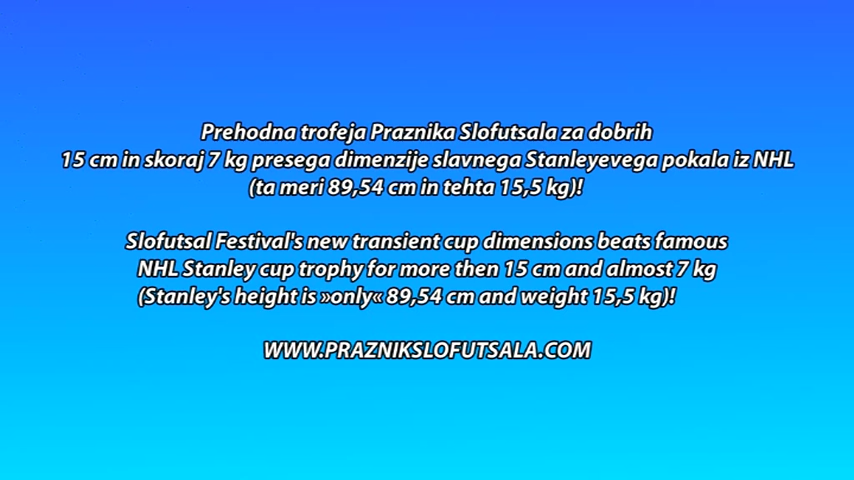 Prehodna trofeja Praznika Slofutsala za dobrih
15 cm in skoraj 7 kg presega dimenzije slavnega Stanleyevega pokala iz NHL
(ta meri 89,54 cm in tehta 15,5 kg)!
Slofutsal Festival's new transient cup dimensions beats famous
NHL Stanley cup trophy for more then 15 cm and almost 7 kg
(Stanley's height is »only« 89,54 cm and weight 15,5 kg)!
WWW.PRAZNIKSLOFUTSALA.COM